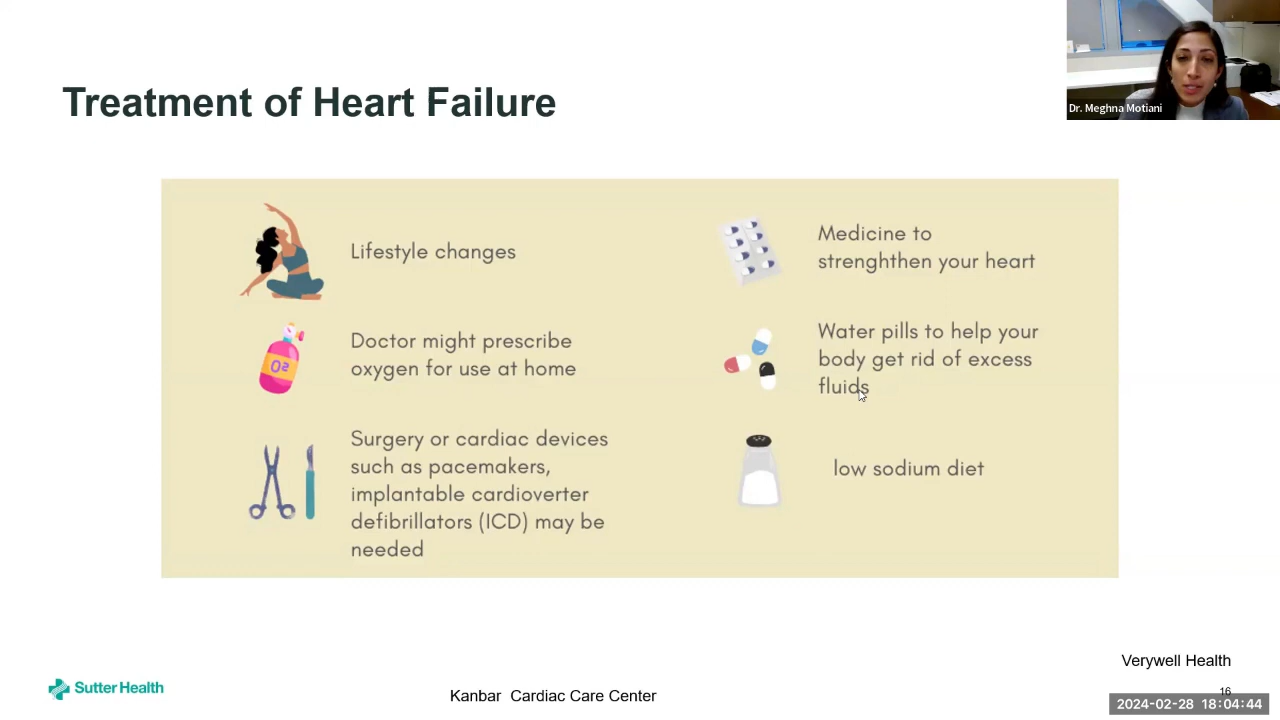 Dr. Meghna Motiani
Treatment of Heart Failure
Lifestyle changes
Doctor might prescribe
oxygen for use at home
Surgery or cardiac devices
such as pacemakers,
implantable cardioverter
defibrillators (ICD) may be
needed
Medicine to
strenghthen your heart
Water pills to help your
body get rid of excess
fluids
low sodium diet
Verywell Health
Sutter Health
Kanbar Cardiac Care Center
16
2024-02-28 18:04:44